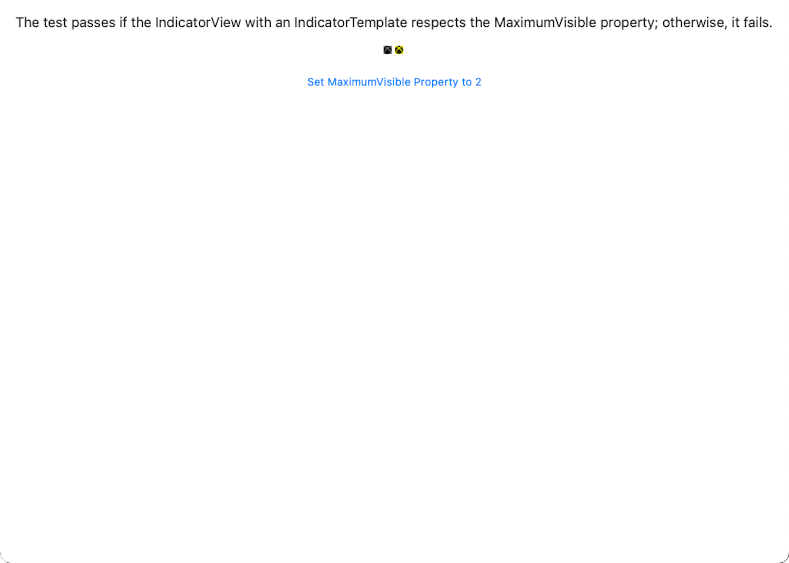 The test passes if the IndicatorView with an IndicatorTemplate respects the MaximumVisible property; otherwise, it fails.
Set MaximumVisible Property to 2